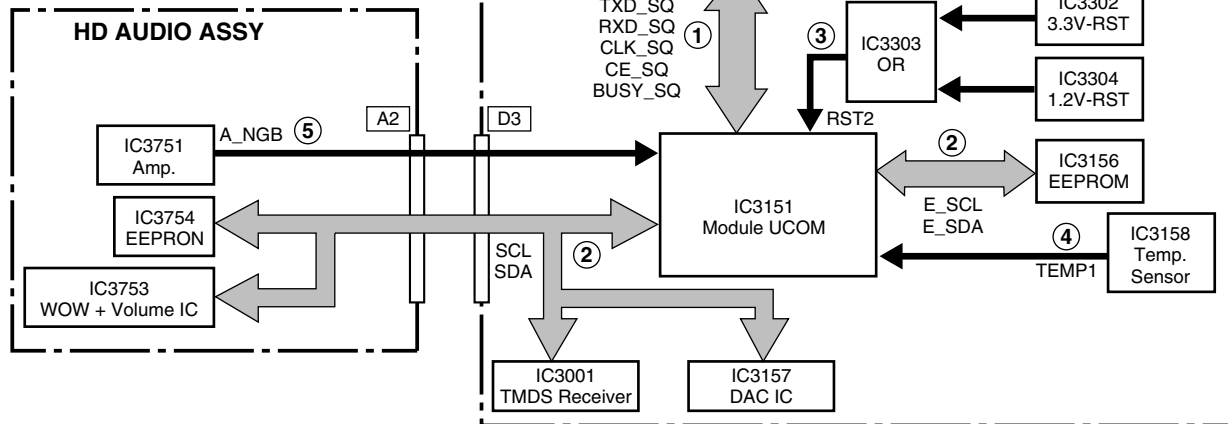 HD AUDIO ASSY
TXD_SQ
RXD_SQ
CLK_SQ
CE_SQ
BUSY_SQ
1
3
IC3303
OR
IC3302
3.3V-RST
IC3304
1.2V-RST
RST2
A2
D3
IC3751
Amp.
A_NGB
5
IC3754
EEPRON
IC3753
WOW + Volume IC
SCL
SDA
2
IC3151
Module UCOM
2
E_SCL
E_SDA
IC3156
EEPROM
4
TEMP1
IC3158
Temp.
Sensor
IC3001
TMDS Receiver
IC3157
DAC IC